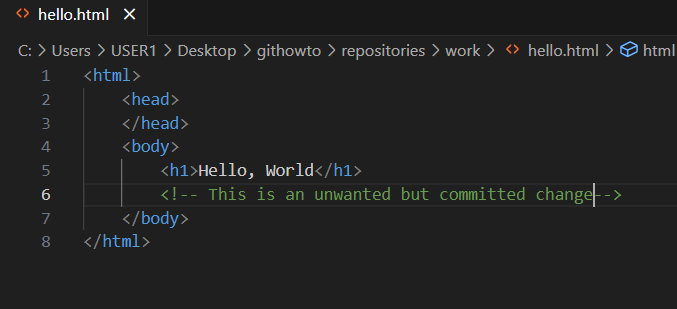 <> hello.html ×
C: > Users > USER1 > Desktop > githowto > repositories > work > <> hello.html > html
1 <html>
2 <head>
3 </head>
4 <body>
5 <h1>Hello, World</h1>
6 <!-- This is an unwanted but committed change-->
7 </body>
8 </html>